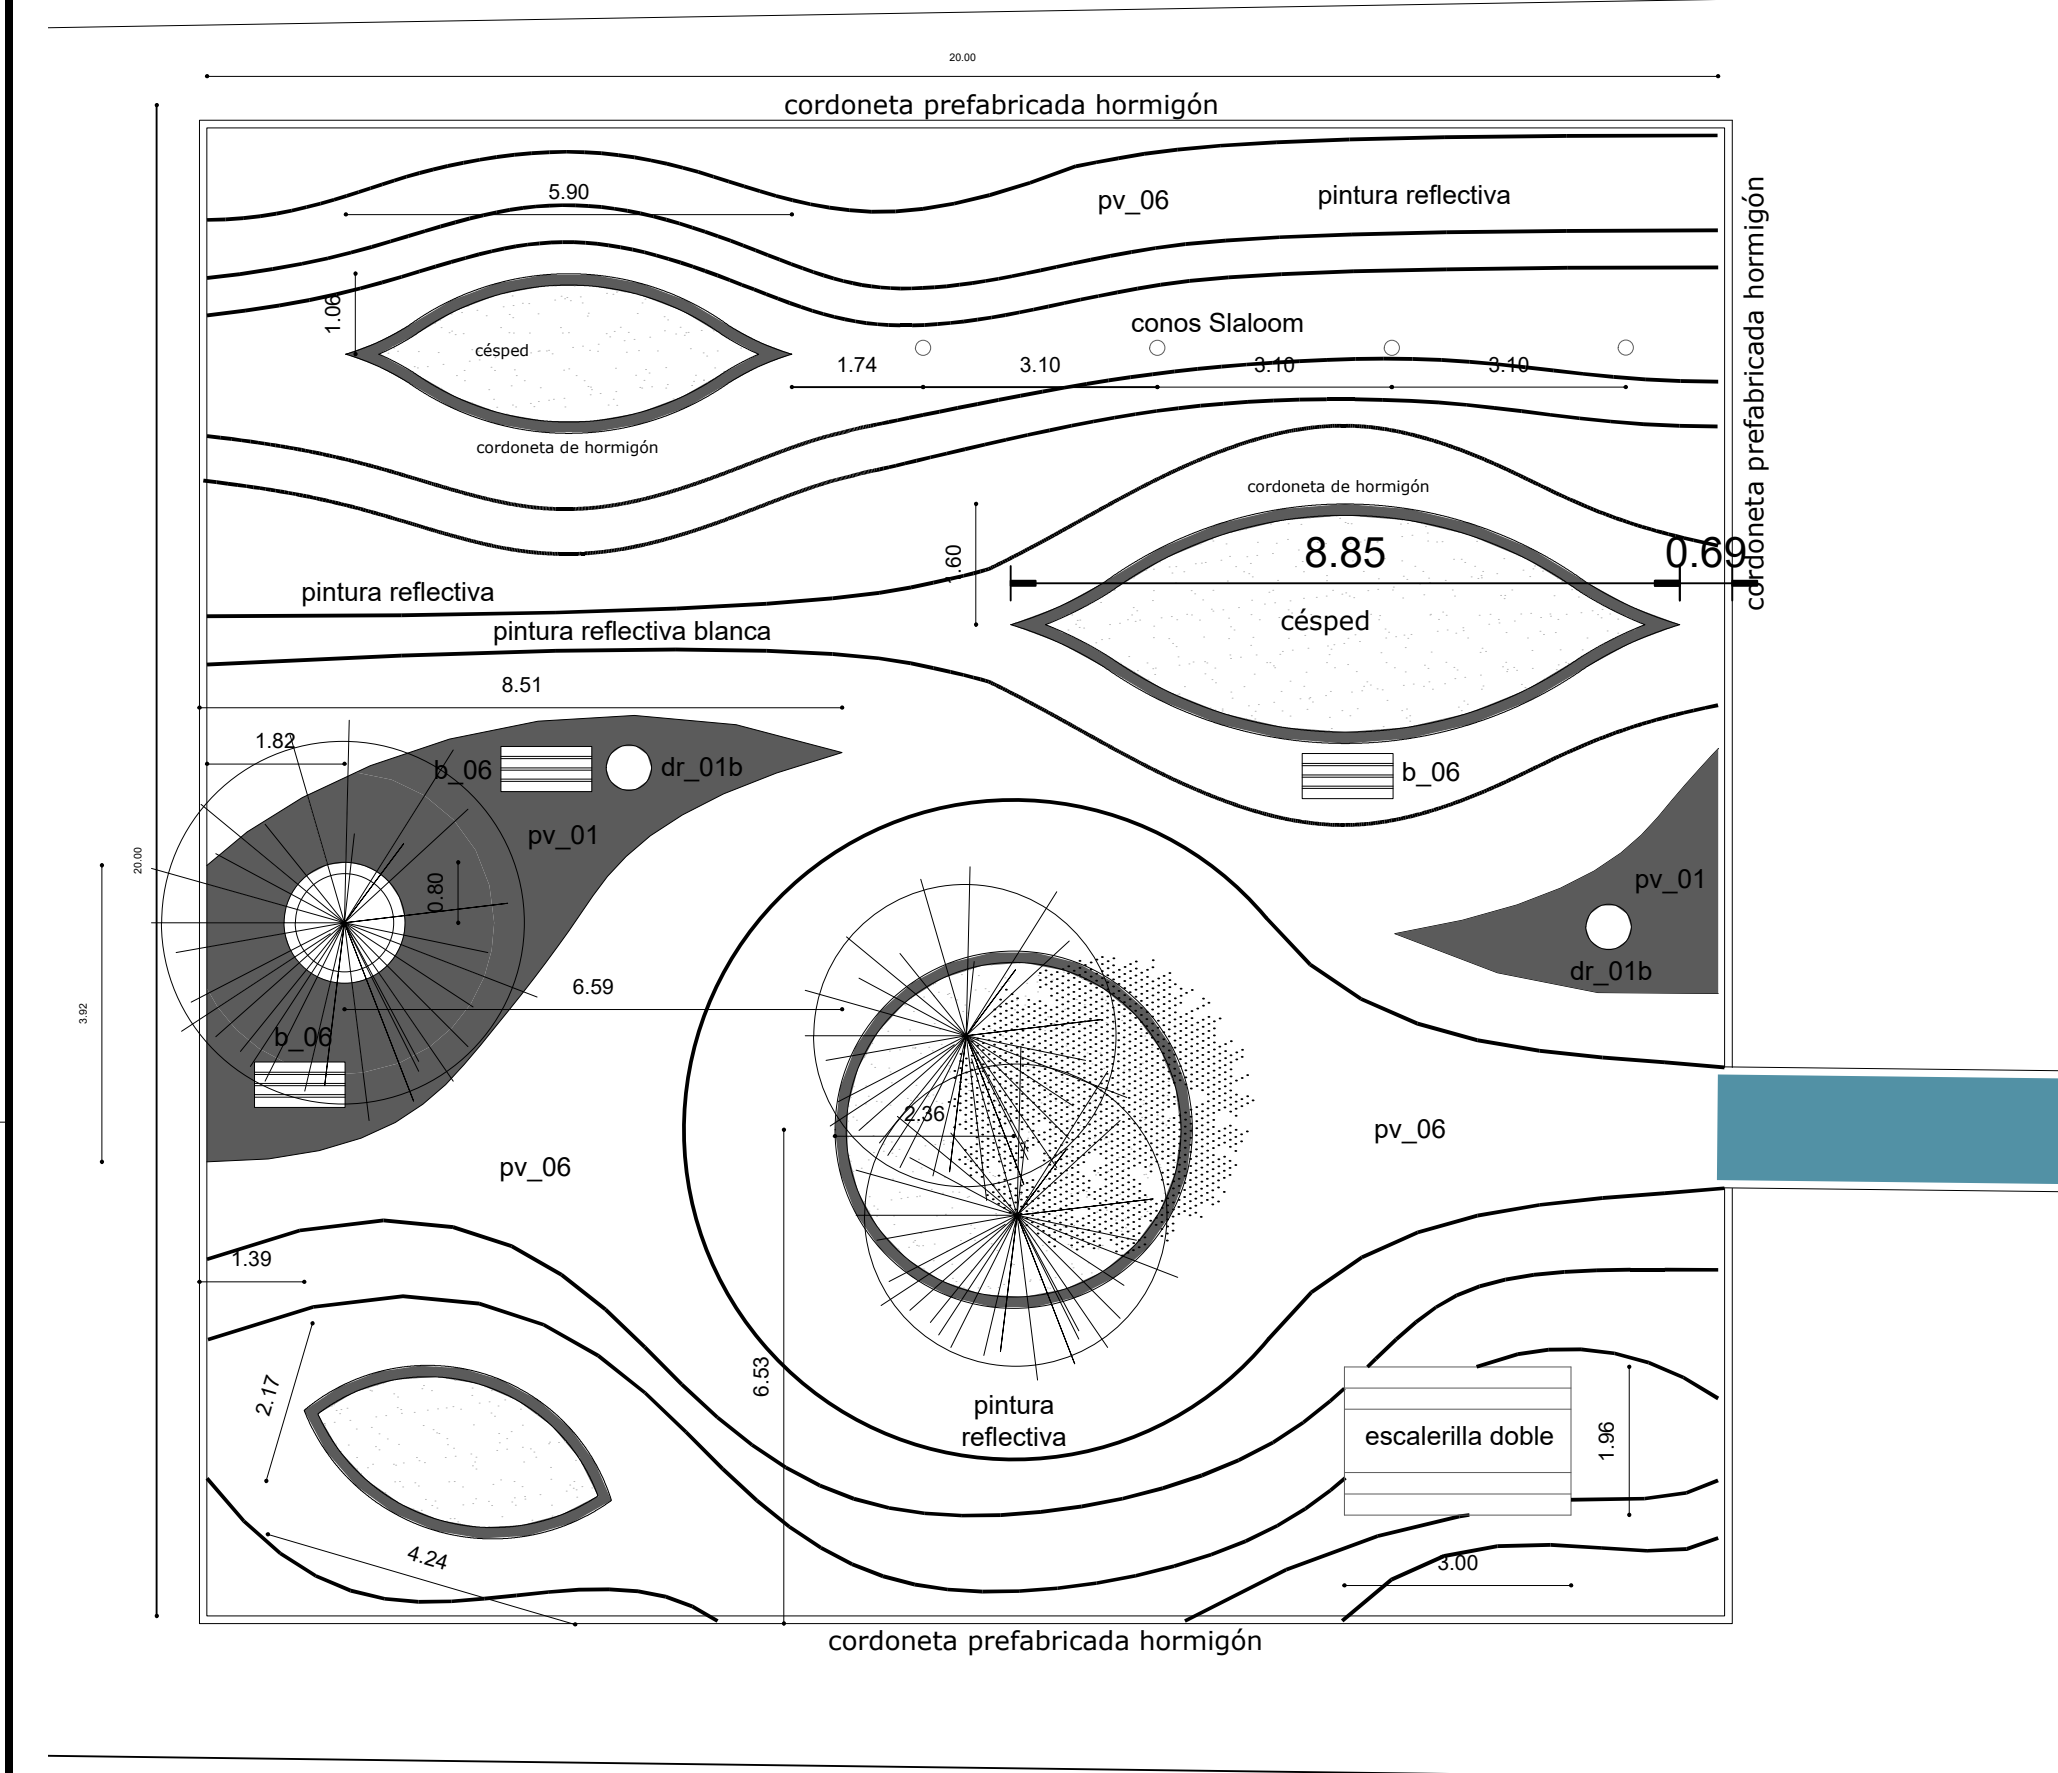 20.00
cordoneta prefabricada hormigón
5.90
pv_06
pintura reflectiva
cordoneta prefabricada hormigón
1.06
conos Slaloom
césped
1.74
3.10
3.10
3.10
cordoneta de hormigón
cordoneta de hormigón
.60
8.85
0.69
pintura reflectiva
césped
pintura reflectiva blanca
8.51
1.82
b_06
dr_01b
b_06
pv_01
20.00
0.80
pv_01
dr_01b
6.59
3.92
b_06
2.36
pv_06
pv_06
1.39
2.17
6.53
pintura
reflectiva
escalerilla doble
1.96
4.24
3.00
cordoneta prefabricada hormigón